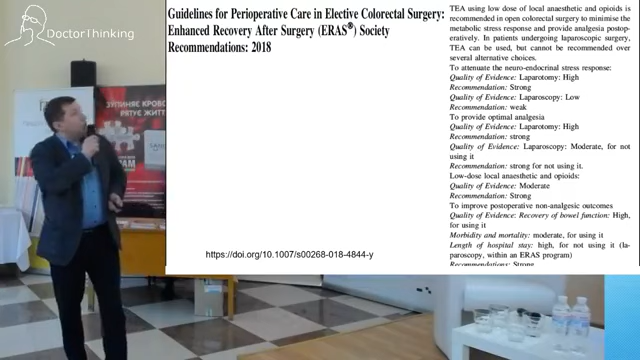 DoctorThinking
Guidelines for Perioperative Care in Elective Colorectal Surgery:
Enhanced Recovery After Surgery (ERAS®) Society
Recommendations: 2018
https://doi.org/10.1007/s00268-018-4844-y
TEA using low dose of local anaesthetic and opioids is
recommended in open colorectal surgery to minimise the
metabolic stress response and provide analgesia postop-
eratively. In patients undergoing laparoscopic surgery,
TEA can be used, but cannot be recommended over
several alternative choices.
To attenuate the neuro-endocrinal stress response:
Quality of Evidence: Laparotomy: High
Recommendation: Strong
Quality of Evidence: Laparoscopy: Low
Recommendation: weak
To provide optimal analgesia
Quality of Evidence: Laparotomy: High
Recommendation: strong
Quality of Evidence: Laparoscopy: Moderate, for not
using it
Recommendation: strong for not using it.
Low-dose local anaesthetic and opioids:
Quality of Evidence: Moderate
Recommendation: Strong
To improve postoperative non-analgesic outcomes
Quality of Evidence: Recovery of bowel function: High,
for using it
Morbidity and mortality: moderate, for using it
Length of hospital stay: high, for not using it (la-
paroscopy, within an ERAS program)
Recommendations: Strong
ЗУПИНЯЄ КРОВО
РЯТУЄ ЖИТТ